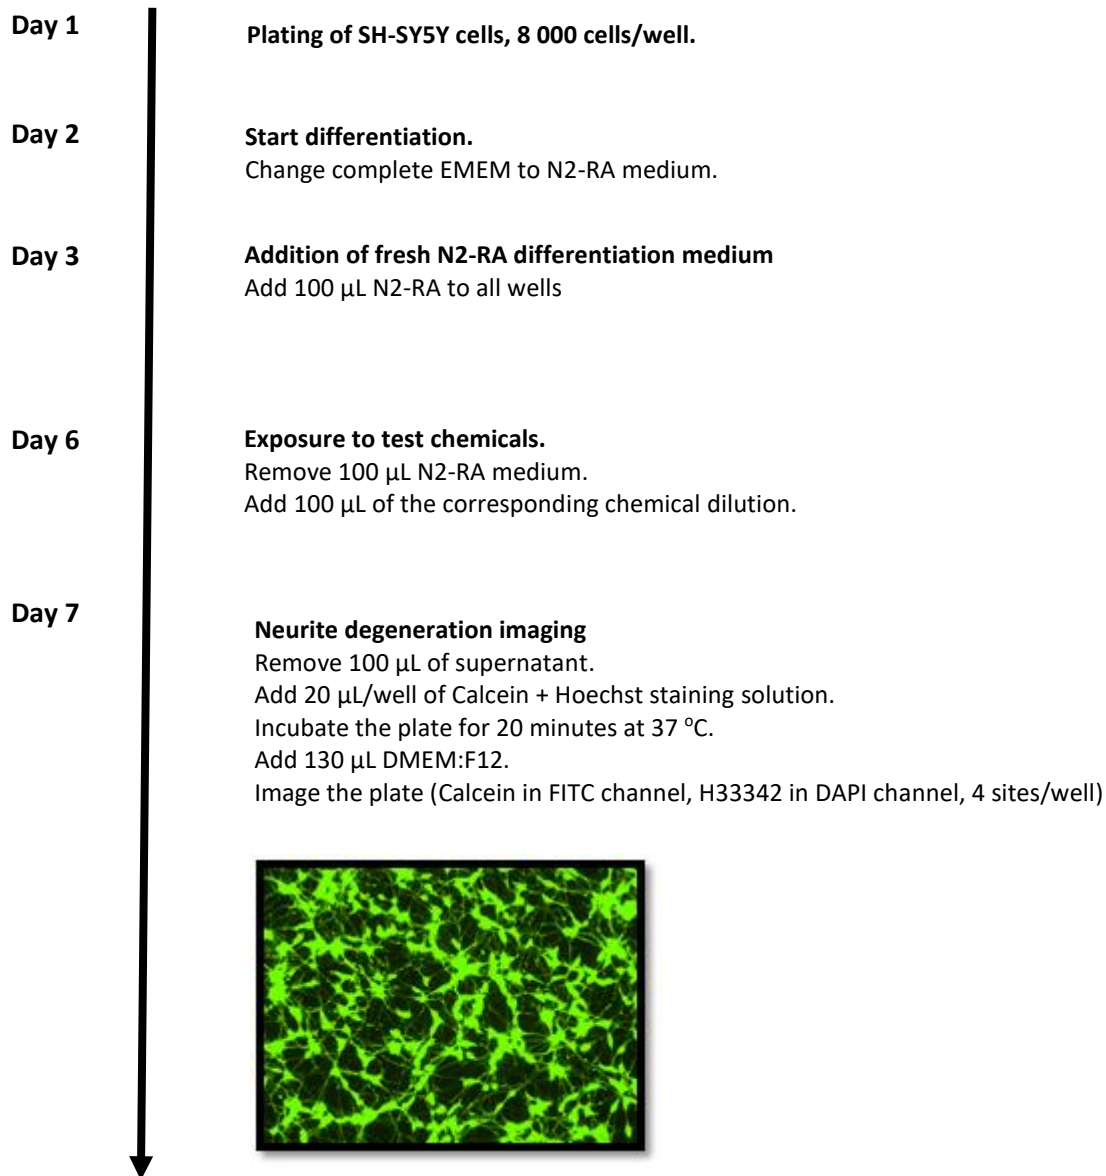 Day 1
Plating of SH-SY5Y cells, 8 000 cells/well.
Day 2
Start differentiation.
Change complete EMEM to N2-RA medium.
Day 3
Addition of fresh N2-RA differentiation medium
Add 100 µL N2-RA to all wells
Day 6
Exposure to test chemicals.
Remove 100 µL N2-RA medium.
Add 100 µL of the corresponding chemical dilution.
Day 7
Neurite degeneration imaging
Remove 100 µL of supernatant.
Add 20 µL/well of Calcein + Hoechst staining solution.
Incubate the plate for 20 minutes at 37 °C.
Add 130 µL DMEM:F12.
Image the plate (Calcein in FITC channel, H33342 in DAPI channel, 4 sites/well)